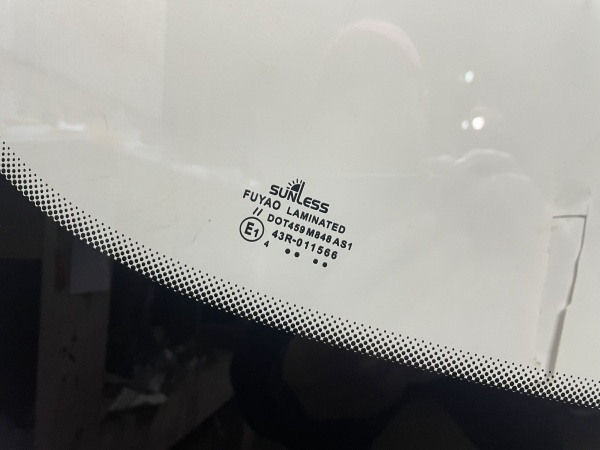 SUNLESS
FUYAO LAMINATED
// DOT459 M848 AS1
E1 43R-011566
4